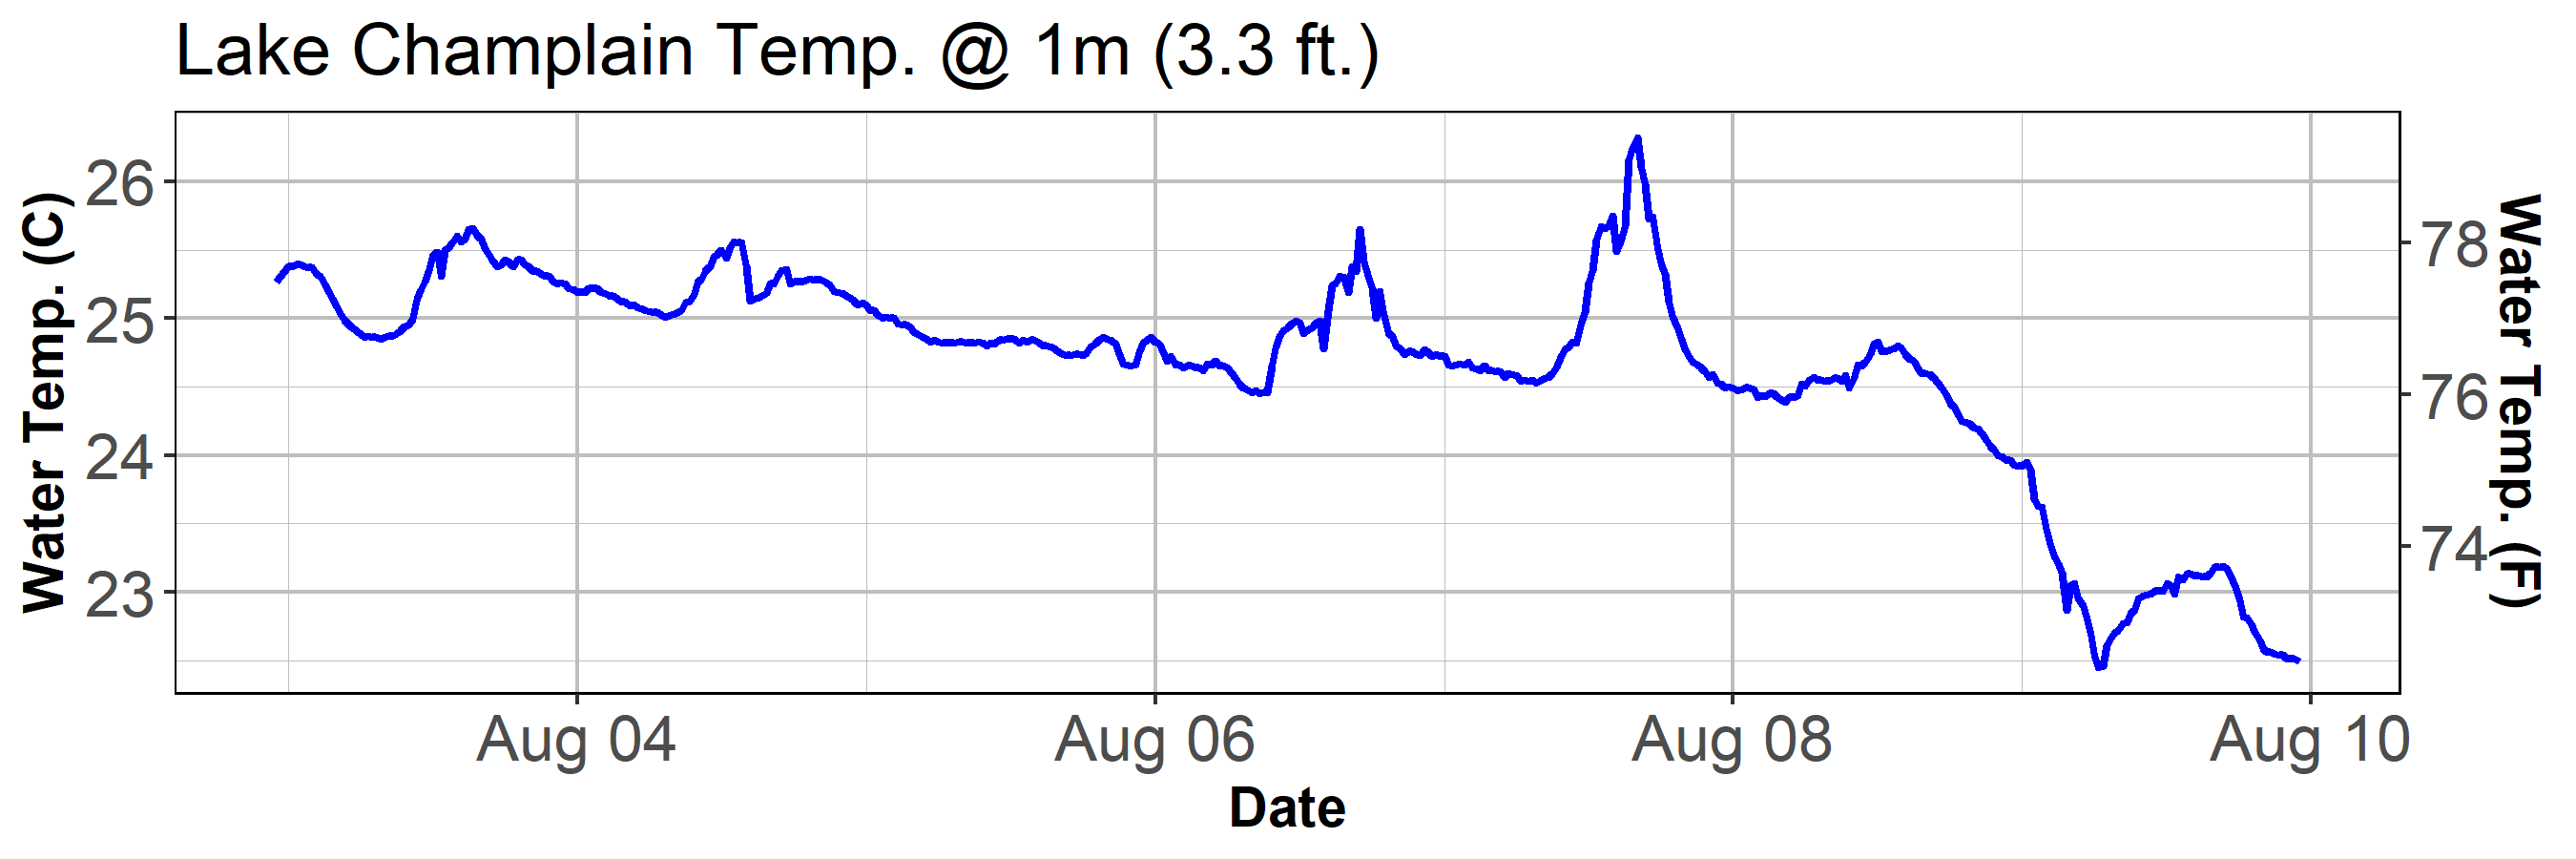 Lake Champlain Temp. @ 1m (3.3 ft.)
Water Temp. (C)
26
25
24
23
78
76
74
Water Temp. (F)
Aug 04
Aug 06
Aug 08
Aug 10
Date